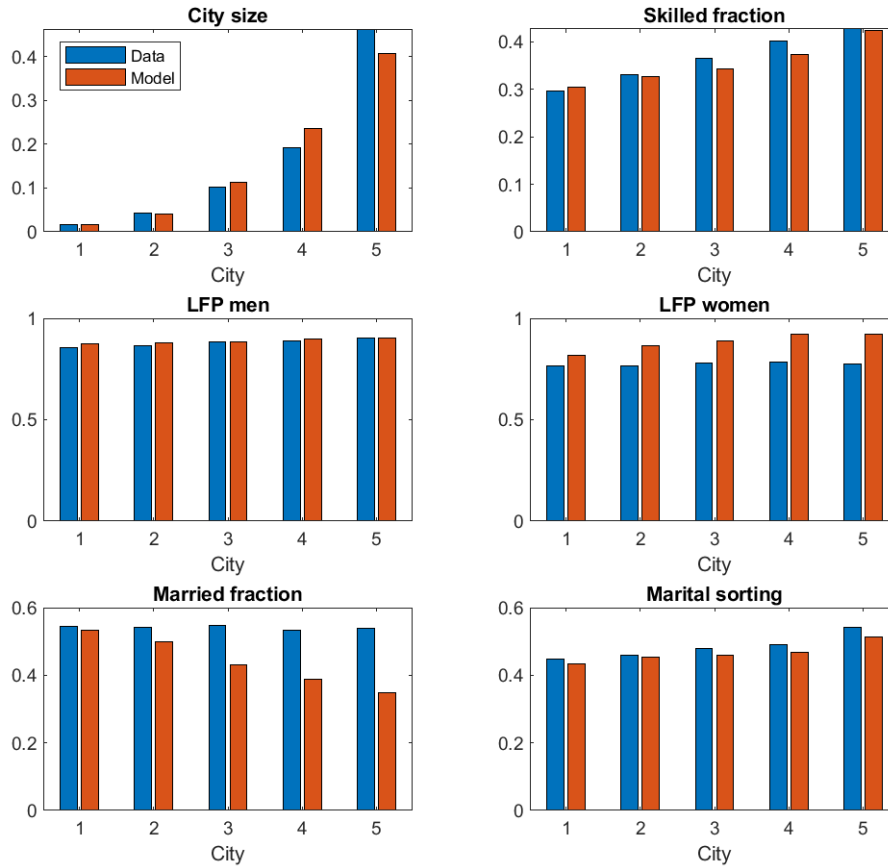 City size
Data
Model
0.4
0.3
0.2
0.1
0
1 2 3 4 5
City
Skilled fraction
0.4
0.3
0.2
0.1
0
1 2 3 4 5
City
LFP men
1
0.5
0
1 2 3 4 5
City
LFP women
1
0.5
0
1 2 3 4 5
City
Married fraction
0.6
0.4
0.2
0
1 2 3 4 5
City
Marital sorting
0.6
0.4
0.2
0
1 2 3 4 5
City